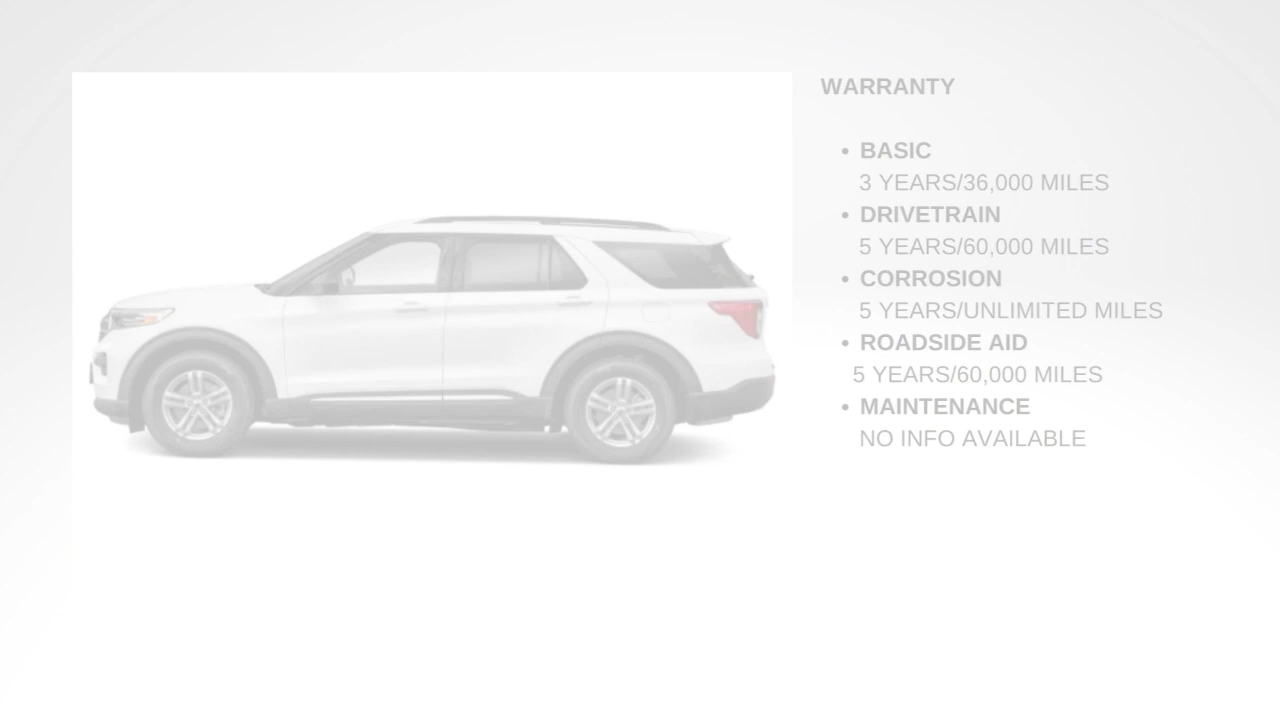 WARRANTY
• BASIC
3 YEARS/36,000 MILES
• DRIVETRAIN
5 YEARS/60,000 MILES
• CORROSION
5 YEARS/UNLIMITED MILES
• ROADSIDE AID
5 YEARS/60,000 MILES
• MAINTENANCE
NO INFO AVAILABLE